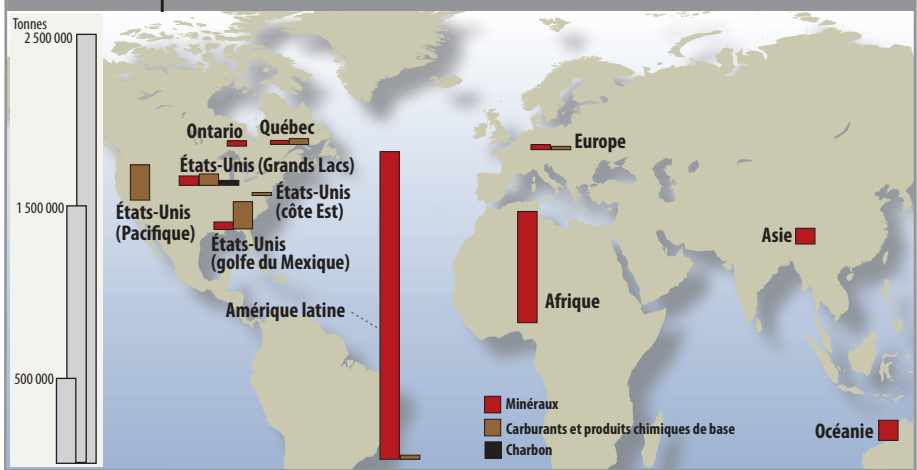 Tonnes
2 500 000
1 500 000
500 000
Ontario
Québec
États-Unis (Grands Lacs)
États-Unis
(Pacifique)
États-Unis
(côte Est)
États-Unis
(golfe du Mexique)
Amérique latine
Europe
Afrique
Asie
Océanie
Minéraux
Carburants et produits chimiques de base
Charbon